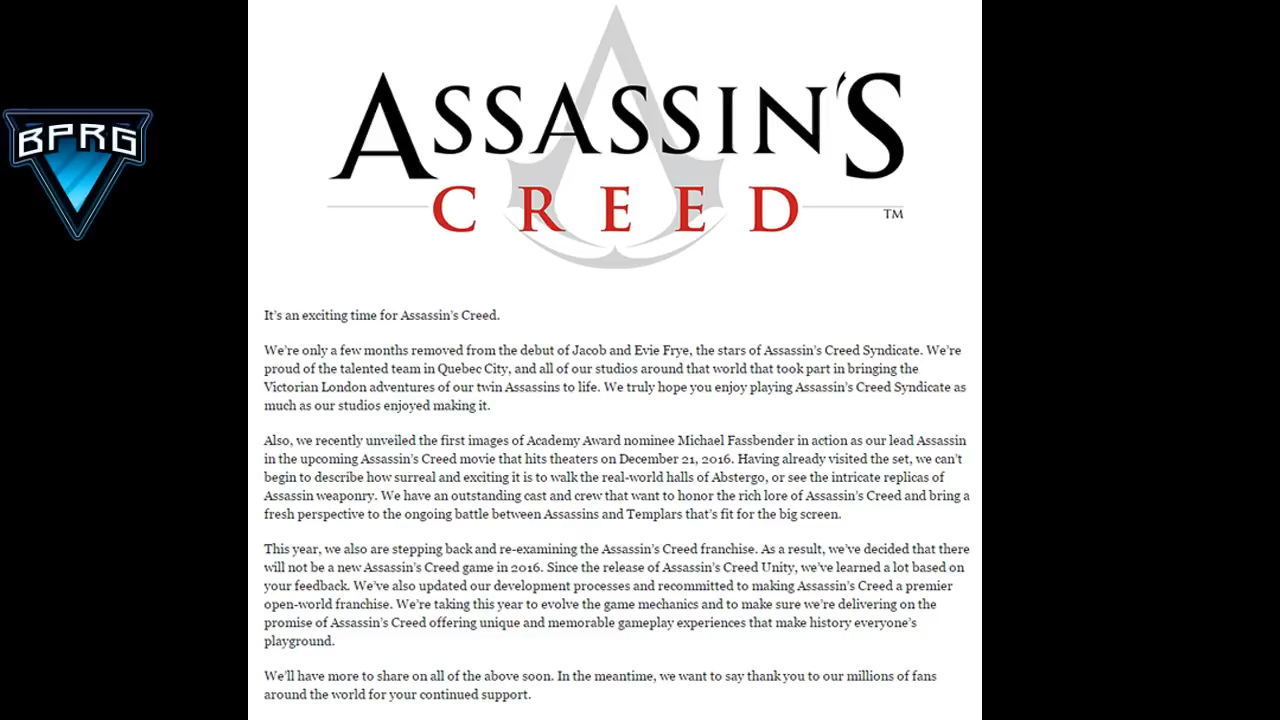 BPRG
ASSASSIN'S
CREED
TM
It's an exciting time for Assassin's Creed.
We're only a few months removed from the debut of Jacob and Evie Frye, the stars of Assassin's Creed Syndicate. We're
proud of the talented team in Quebec City, and all of our studios around that world that took part in bringing the
Victorian London adventures of our twin Assassins to life. We truly hope you enjoy playing Assassin's Creed Syndicate as
much as our studios enjoyed making it.
Also, we recently unveiled the first images of Academy Award nominee Michael Fassbender in action as our lead Assassin
in the upcoming Assassin's Creed movie that hits theaters on December 21, 2016. Having already visited the set, we can't
begin to describe how surreal and exciting it is to walk the real-world halls of Abstergo, or see the intricate replicas of
Assassin weaponry. We have an outstanding cast and crew that want to honor the rich lore of Assassin's Creed and bring a
fresh perspective to the ongoing battle between Assassins and Templars that's fit for the big screen.
This year, we also are stepping back and re-examining the Assassin's Creed franchise. As a result, we've decided that there
will not be a new Assassin's Creed game in 2016. Since the release of Assassin's Creed Unity, we've learned a lot based on
your feedback. We've also updated our development processes and recommitted to making Assassin's Creed a premier
open-world franchise. We're taking this year to evolve the game mechanics and to make sure we're delivering on the
promise of Assassin's Creed offering unique and memorable gameplay experiences that make history everyone's
playground.
We'll have more to share on all of the above soon. In the meantime, we want to say thank you to our millions of fans
around the world for your continued support.